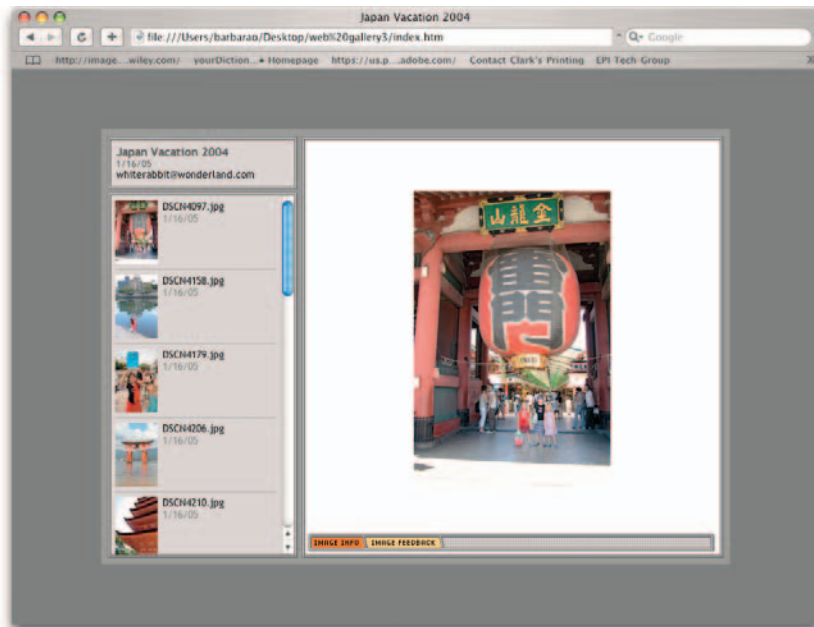 Japan Vacation 2004
file:///Users/barbarao/Desktop/web%20gallery3/index.htm
Google
http://image...wiley.com/ yourDiction...• Homepage https://us.p...adobe.com/ Contact Clark's Printing EPI Tech Group
Japan Vacation 2004
1/16/05
whiterabbit@wonderland.com
DSCN4097.jpg
1/16/05
DSCN4158.jpg
1/16/05
DSCN4179.jpg
1/16/05
DSCN4206.jpg
1/16/05
DSCN4210.jpg
1/16/05
山龍金
雷門
IMAGE INFO IMAGE FEEDBACK